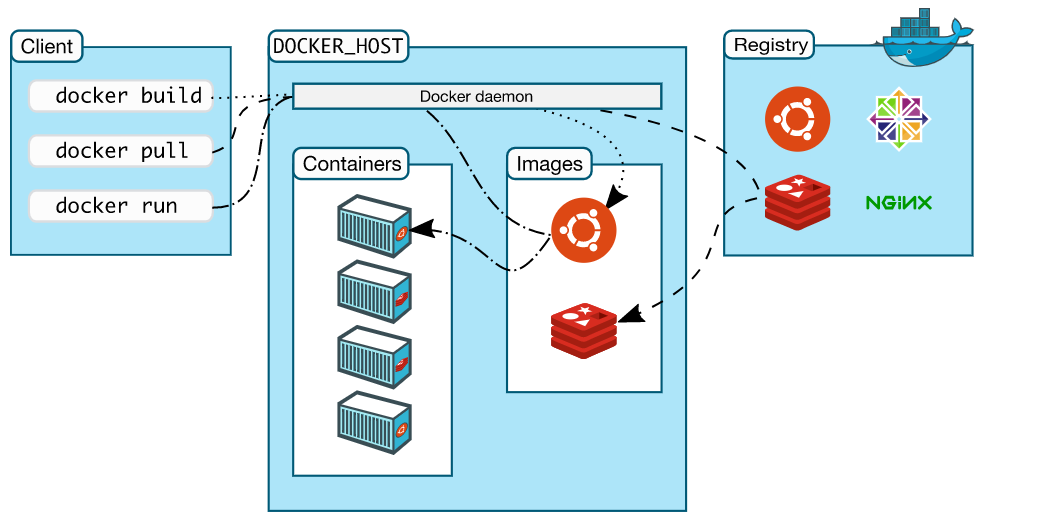 Client
docker build
docker pull
docker run
DOCKER_HOST
Docker daemon
Containers
Images
Registry
NGiNX